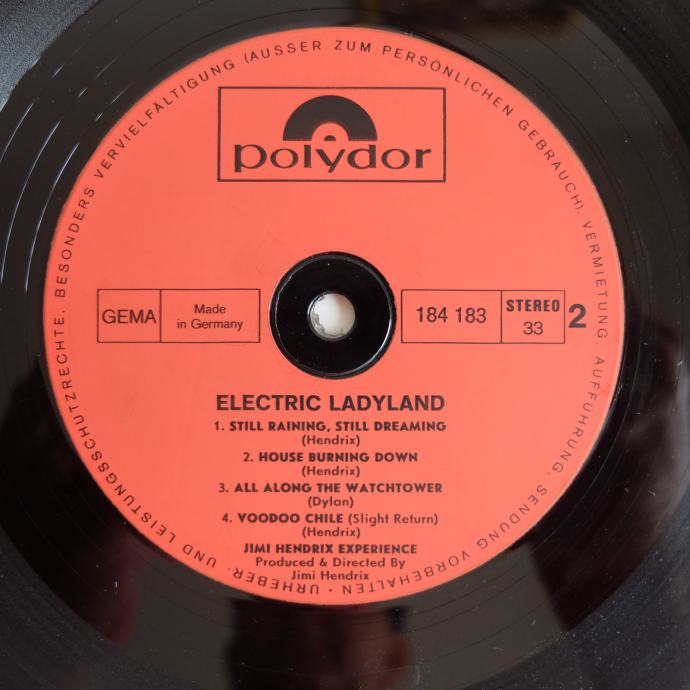 URHEBER- UND LEISTUNGSSCHUTZRECHTE, BESONDERS VERVIELFÄLTIGUNG (AUSSER ZUM PERSÖNLICHEN GEBRAUCH), VERMIETUNG, AUFFÜHRUNG, SENDUNG VORBEHALTEN •
polydor
GEMA
Made
in Germany
184 183
STEREO
33
2
ELECTRIC LADYLAND
1. STILL RAINING, STILL DREAMING
(Hendrix)
2. HOUSE BURNING DOWN
(Hendrix)
3. ALL ALONG THE WATCHTOWER
(Dylan)
4. VOODOO CHILE (Slight Return)
(Hendrix)
JIMI HENDRIX EXPERIENCE
Produced & Directed By
Jimi Hendrix